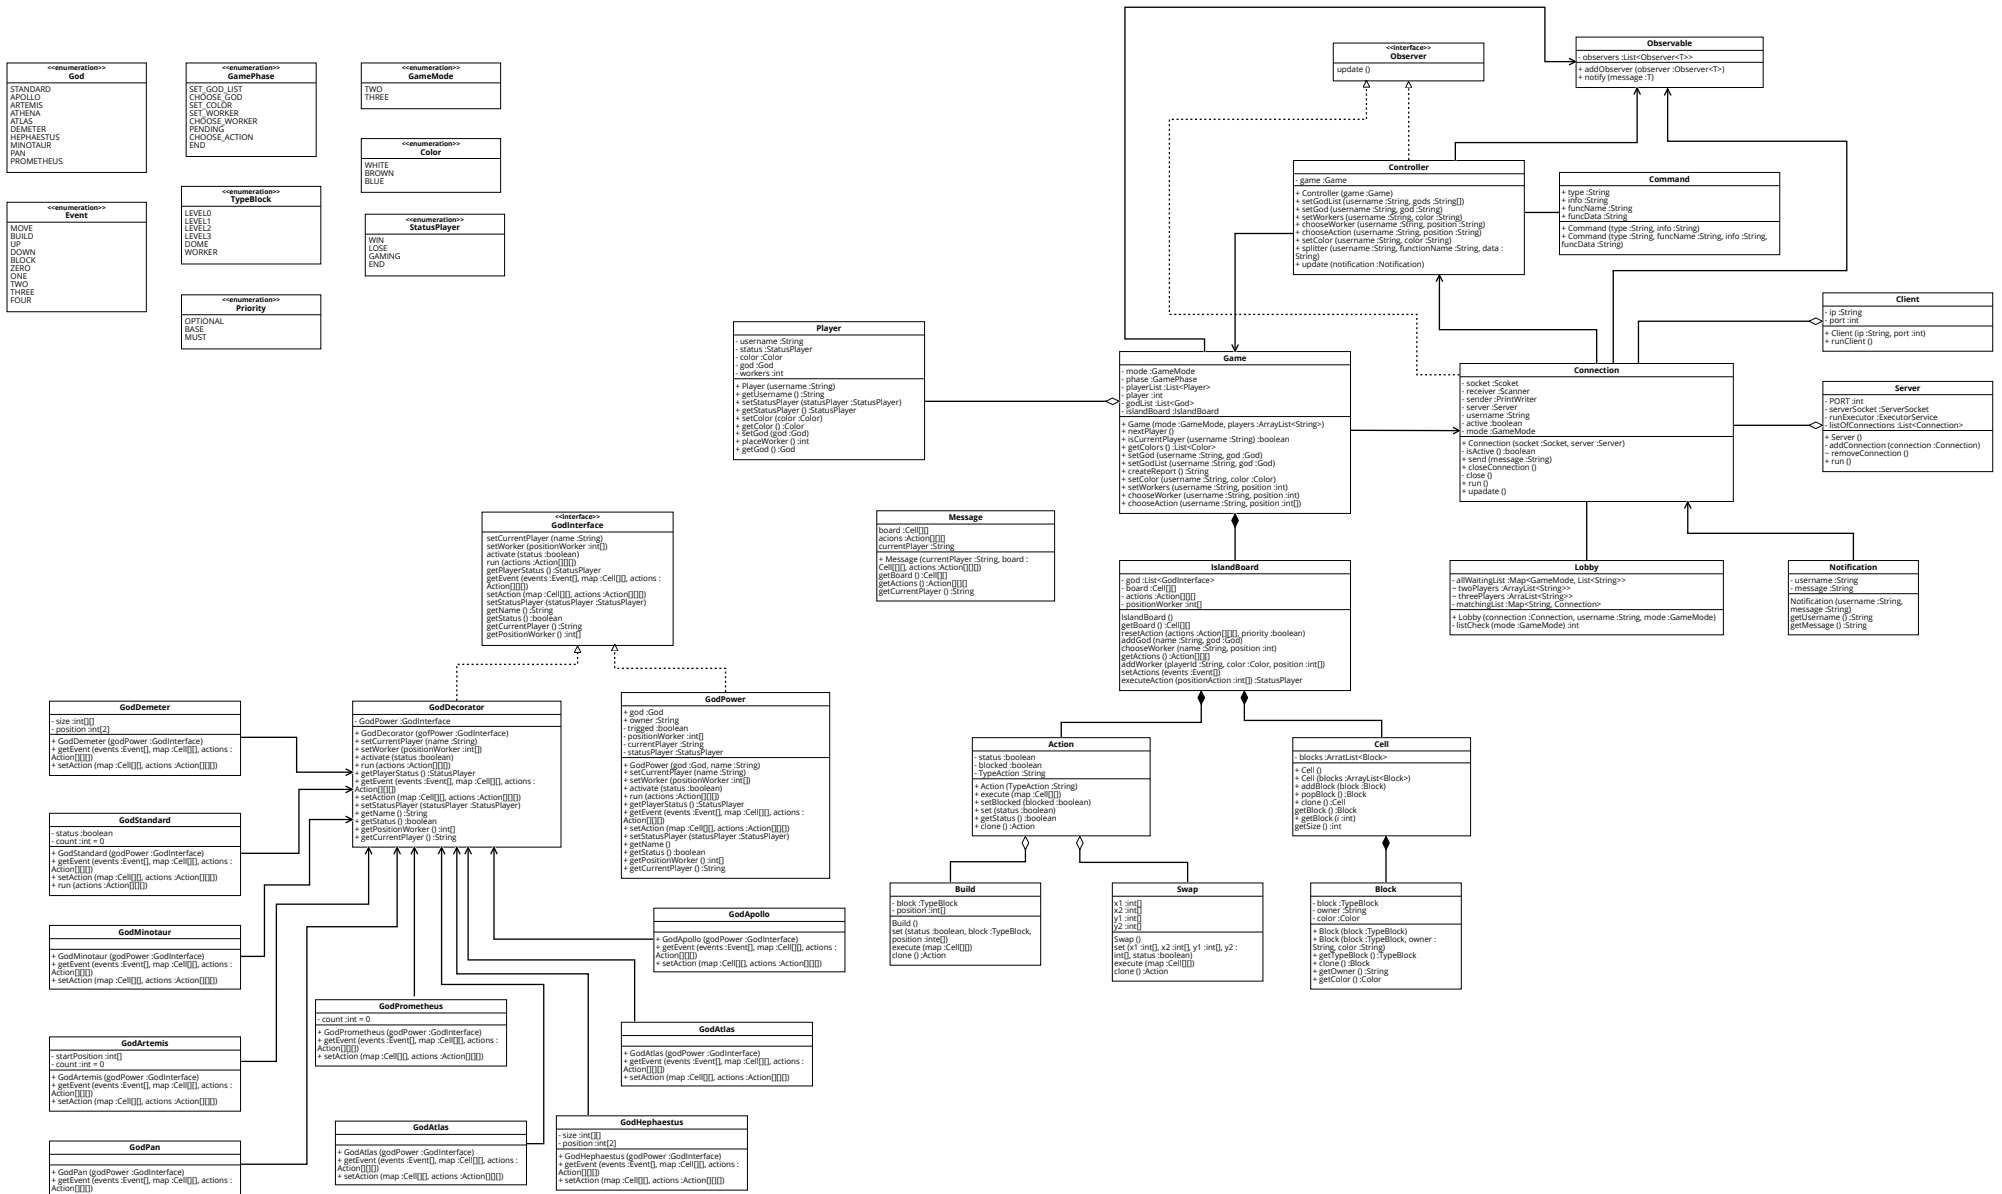 <<enumeration>>
God
STANDARD
APOLLO
ARTEMIS
ATHENA
ATLAS
DEMETER
HEPHAESTUS
MINOTAUR
PAN
PROMETHEUS
<<enumeration>>
GamePhase
SET_GOD_LIST
CHOOSE_GOD
SET_COLOR
SET_WORKER
CHOOSE_WORKER
PENDING
CHOOSE_ACTION
END
<<enumeration>>
GameMode
TWO
THREE
<<enumeration>>
Color
WHITE
BROWN
BLUE
<<enumeration>>
Event
MOVE
BUILD
UP
DOWN
BLOCK
ZERO
ONE
TWO
THREE
FOUR
<<enumeration>>
TypeBlock
LEVEL0
LEVEL1
LEVEL2
LEVEL3
DOME
WORKER
<<enumeration>>
StatusPlayer
WIN
LOSE
GAMING
END
<<enumeration>>
Priority
OPTIONAL
BASE
MUST
<<interface>>
Observer
update ()
Observable
- observers :List<Observer<T>>
+ addObserver (observer :Observer<T>)
+ notify (message :T)
Controller
- game :Game
+ Controller (game :Game)
+ setGodList (username :String, gods :String[])
+ setGod (username :String, god :String)
+ setWorkers (username :String, color :String)
+ chooseWorker (username :String, position :String)
+ chooseAction (username :String, position :String)
+ setColor (username :String, color :String)
+ splitter (username :String, functionName :String, data :
String)
+ update (notification :Notification)
Command
+ type :String
+ info :String
+ funcName :String
+ funcData :String
+ Command (type :String, info :String)
+ Command (type :String, funcName :String, info :String,
funcData :String)
Client
- ip :String
- port :int
+ Client (ip :String, port :int)
+ runClient ()
Player
- username :String
- status :StatusPlayer
- color :Color
- god :God
- workers :int
+ Player (username :String)
+ getUsername () :String
+ setStatusPlayer (statusPlayer :StatusPlayer)
+ getStatusPlayer () :StatusPlayer
+ setColor (color :Color)
+ getColor () :Color
+ setGod (god :God)
+ placeWorker () :int
+ getGod () :God
Game
- mode :GameMode
- phase :GamePhase
- playerList :List<Player>
- player :int
- godList :List<God>
- islandBoard :IslandBoard
+ Game (mode :GameMode, players :ArrayList<String>)
+ nextPlayer ()
+ isCurrentPlayer (username :String) :boolean
+ getColors () :List<Color>
+ setGod (username :String, god :God)
+ setGodList (username :String, god :God)
+ createReport () :String
+ setColor (username :String, color :Color)
+ setWorkers (username :String, position :int)
+ chooseWorker (username :String, position :int)
+ chooseAction (username :String, position :int[])
Connection
- socket :Scoket
- receiver :Scanner
- sender :PrintWriter
- server :Server
- username :String
- active :boolean
- mode :GameMode
+ Connection (socket :Socket, server :Server)
- isActive () :boolean
+ send (message :String)
+ closeConnection ()
- close ()
+ run ()
+ upadate ()
Server
- PORT :int
- serverSocket :ServerSocket
- runExecutor :ExecutorService
- listOfConnections :List<Connection>
+ Server ()
- addConnection (connection :Connection)
~ removeConnection ()
+ run ()
<<interface>>
GodInterface
setCurrentPlayer (name :String)
setWorker (positionWorker :int[])
activate (status :boolean)
run (actions :Action[][][])
getPlayerStatus () :StatusPlayer
getEvent (events :Event[], map :Cell[][], actions :
Action[][][])
setAction (map :Cell[][], actions :Action[][][])
setStatusPlayer (statusPlayer :StatusPlayer)
getName () :String
getStatus () :boolean
getCurrentPlayer () :String
getPositionWorker () :int[]
Message
board :Cell[][]
acions :Action[][][]
currentPlayer :String
+ Message (currentPlayer :String, board :
Cell[][], actions :Action[][][])
getBoard () :Cell[][]
getActions () :Action[][][]
getCurrentPlayer () :String
IslandBoard
- god :List<GodInterface>
- board :Cell[][]
- actions :Action[][][]
- positionWorker :int[]
IslandBoard ()
getBoard () :Cell[][]
resetAction (actions :Action[][][], priority :boolean)
addGod (name :String, god :God)
chooseWorker (name :String, position :int)
getActions () :Action[][][]
addWorker (playerId :String, color :Color, position :int[])
setActions (events :Event[])
executeAction (positionAction :int[]) :StatusPlayer
Lobby
- allWaitingList :Map<GameMode, List<String>>
~ twoPlayers :ArrayList<String>>
~ threePlayers :ArraList<String>>
- matchingList :Map<String, Connection>
+ Lobby (connection :Connection, username :String, mode :GameMode)
- listCheck (mode :GameMode) :int
Notification
- username :String
- message :String
Notification (username :String,
message :String)
getUsername () :String
getMessage () :String
GodDemeter
- size :int[][]
- position :int[2]
+ GodDemeter (godPower :GodInterface)
+ getEvent (events :Event[], map :Cell[][], actions :
Action[][][])
+ setAction (map :Cell[][], actions :Action[][][])
GodDecorator
- GodPower :GodInterface
+ GodDecorator (gofPower :GodInterface)
+ setCurrentPlayer (name :String)
+ setWorker (positionWorker :int[])
+ activate (status :boolean)
+ run (actions :Action[][][])
+ getPlayerStatus () :StatusPlayer
+ getEvent (events :Event[], map :Cell[][], actions :
Action[][][])
+ setAction (map :Cell[][], actions :Action[][][])
+ setStatusPlayer (statusPlayer :StatusPlayer)
+ getName () :String
+ getStatus () :boolean
+ getPositionWorker () :int[]
+ getCurrentPlayer () :String
GodPower
+ god :God
+ owner :String
- trigged :boolean
- positionWorker :int[]
- currentPlayer :String
- statusPlayer :StatusPlayer
+ GodPower (god :God, name :String)
+ setCurrentPlayer (name :String)
+ setWorker (positionWorker :int[])
+ activate (status :boolean)
+ run (actions :Action[][][])
+ getPlayerStatus () :StatusPlayer
+ getEvent (events :Event[], map :Cell[][], actions :
Action[][][])
+ setAction (map :Cell[][], actions :Action[][][])
+ setStatusPlayer (statusPlayer :StatusPlayer)
+ getName ()
+ getStatus () :boolean
+ getPositionWorker () :int[]
+ getCurrentPlayer () :String
Action
- status :boolean
- blocked :boolean
- TypeAction :String
+ Action (TypeAction :String)
+ execute (map :Cell[][])
+ setBlocked (blocked :boolean)
+ set (status :boolean)
+ getStatus () :boolean
+ clone () :Action
Cell
- blocks :ArratList<Block>
+ Cell ()
+ Cell (blocks :ArrayList<Block>)
+ addBlock (block :Block)
+ popBlock () :Block
+ clone () :Cell
getBlock () :Block
+ getBlock (i :int)
getSize () :int
GodStandard
- status :boolean
- count :int = 0
+ GodStandard (godPower :GodInterface)
+ getEvent (events :Event[], map :Cell[][], actions :
Action[][][])
+ setAction (map :Cell[][], actions :Action[][][])
+ run (actions :Action[][][])
Build
- block :TypeBlock
- position :int[]
Build ()
set (status :boolean, block :TypeBlock,
position :inte[])
execute (map :Cell[][])
clone () :Action
Swap
x1 :int[]
x2 :int[]
y1 :int[]
y2 :int[]
Swap ()
set (x1 :int[], x2 :int[], y1 :int[], y2 :
int[], status :boolean)
execute (map :Cell[][])
clone () :Action
Block
- block :TypeBlock
- owner :String
- color :Color
+ Block (block :TypeBlock)
+ Block (block :TypeBlock, owner :
String, color :String)
+ getTypeBlock () :TypeBlock
+ clone () :Block
+ getOwner () :String
+ getColor () :Color
GodMinotaur
+ GodMinotaur (godPower :GodInterface)
+ getEvent (events :Event[], map :Cell[][], actions :
Action[][][])
+ setAction (map :Cell[][], actions :Action[][][])
GodApollo
+ GodApollo (godPower :GodInterface)
+ getEvent (events :Event[], map :Cell[][], actions :
Action[][][])
+ setAction (map :Cell[][], actions :Action[][][])
GodPrometheus
- count :int = 0
+ GodPrometheus (godPower :GodInterface)
+ getEvent (events :Event[], map :Cell[][], actions :
Action[][][])
+ setAction (map :Cell[][], actions :Action[][][])
GodAtlas
+ GodAtlas (godPower :GodInterface)
+ getEvent (events :Event[], map :Cell[][], actions :
Action[][][])
+ setAction (map :Cell[][], actions :Action[][][])
GodArtemis
- startPosition :int[]
- count :int = 0
+ GodArtemis (godPower :GodInterface)
+ getEvent (events :Event[], map :Cell[][], actions :
Action[][][])
+ setAction (map :Cell[][], actions :Action[][][])
GodAtlas
+ GodAtlas (godPower :GodInterface)
+ getEvent (events :Event[], map :Cell[][], actions :
Action[][][])
+ setAction (map :Cell[][], actions :Action[][][])
GodHephaestus
- size :int[][]
- position :int[2]
+ GodHephaestus (godPower :GodInterface)
+ getEvent (events :Event[], map :Cell[][], actions :
Action[][][])
+ setAction (map :Cell[][], actions :Action[][][])
GodPan
+ GodPan (godPower :GodInterface)
+ getEvent (events :Event[], map :Cell[][], actions :
Action[][][])